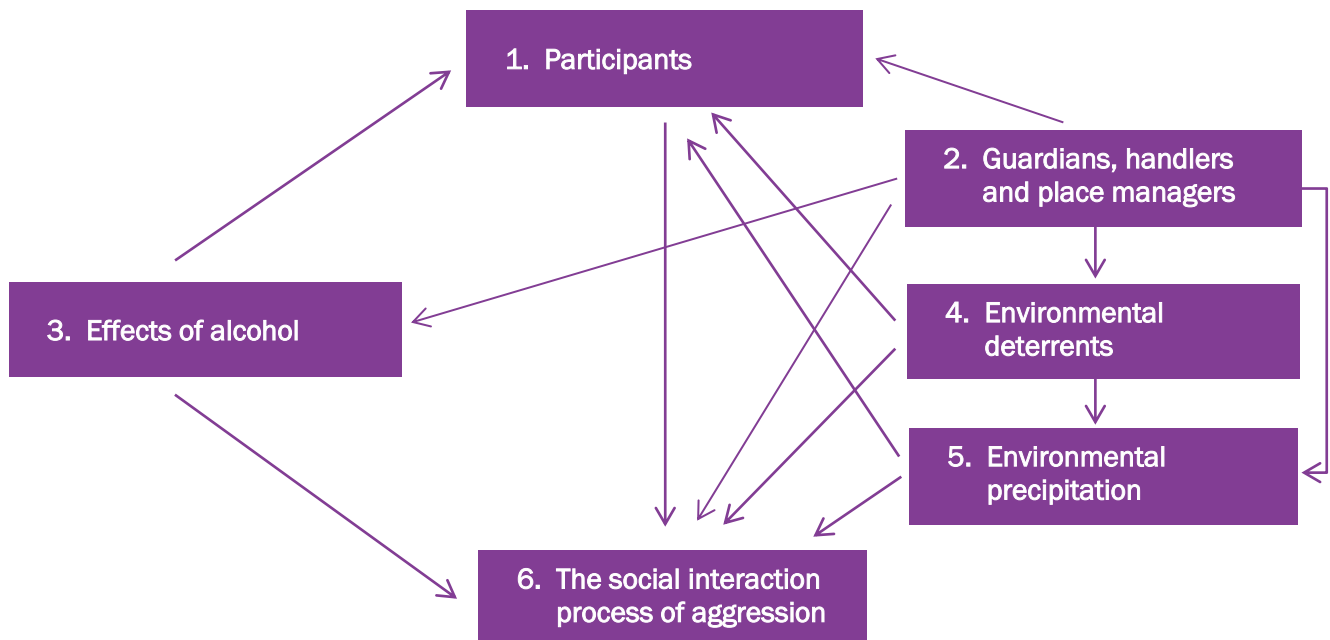 1. Participants
2. Guardians, handlers
and place managers
3. Effects of alcohol
4. Environmental
deterrents
5. Environmental
precipitation
6. The social interaction
process of aggression